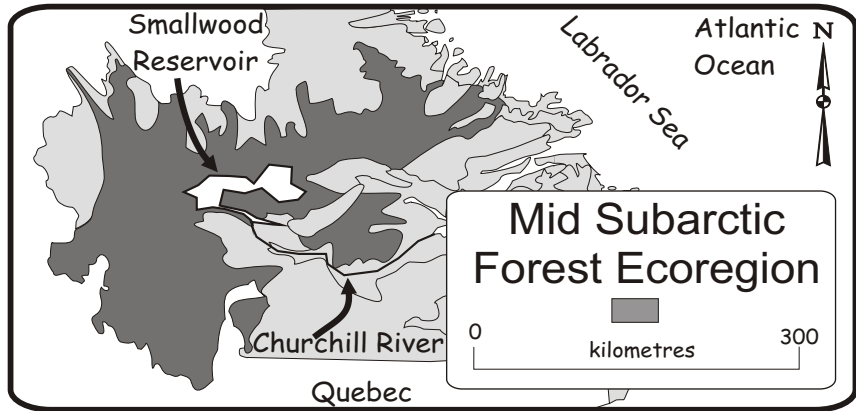 Smallwood
Reservoir
Labrador Sea
Atlantic
Ocean
N
Mid Subarctic
Forest Ecoregion
0
300
kilometres
Churchill River
Quebec